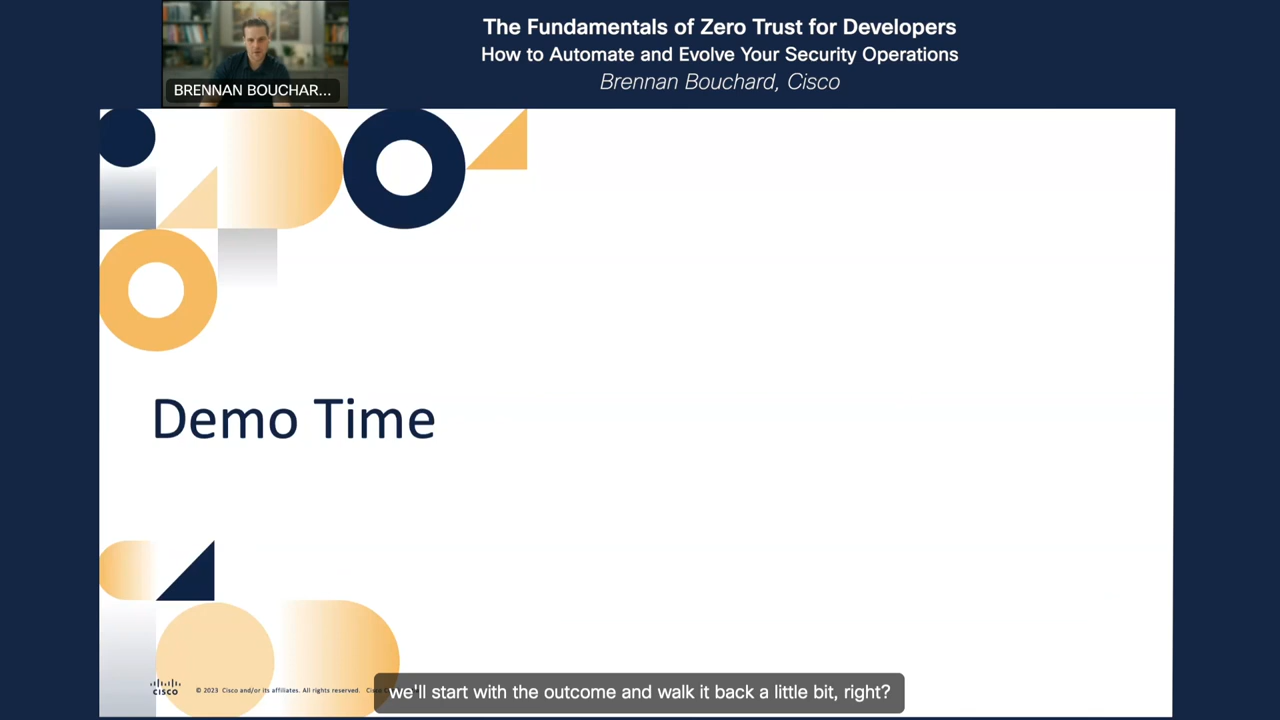 The Fundamentals of Zero Trust for Developers
How to Automate and Evolve Your Security Operations
Brennan Bouchard, Cisco
BRENNAN BOUCHAR...
Demo Time
CISCO
© 2023 Cisco and/or its affiliates. All rights reserved.
we'll start with the outcome and walk it back a little bit, right?